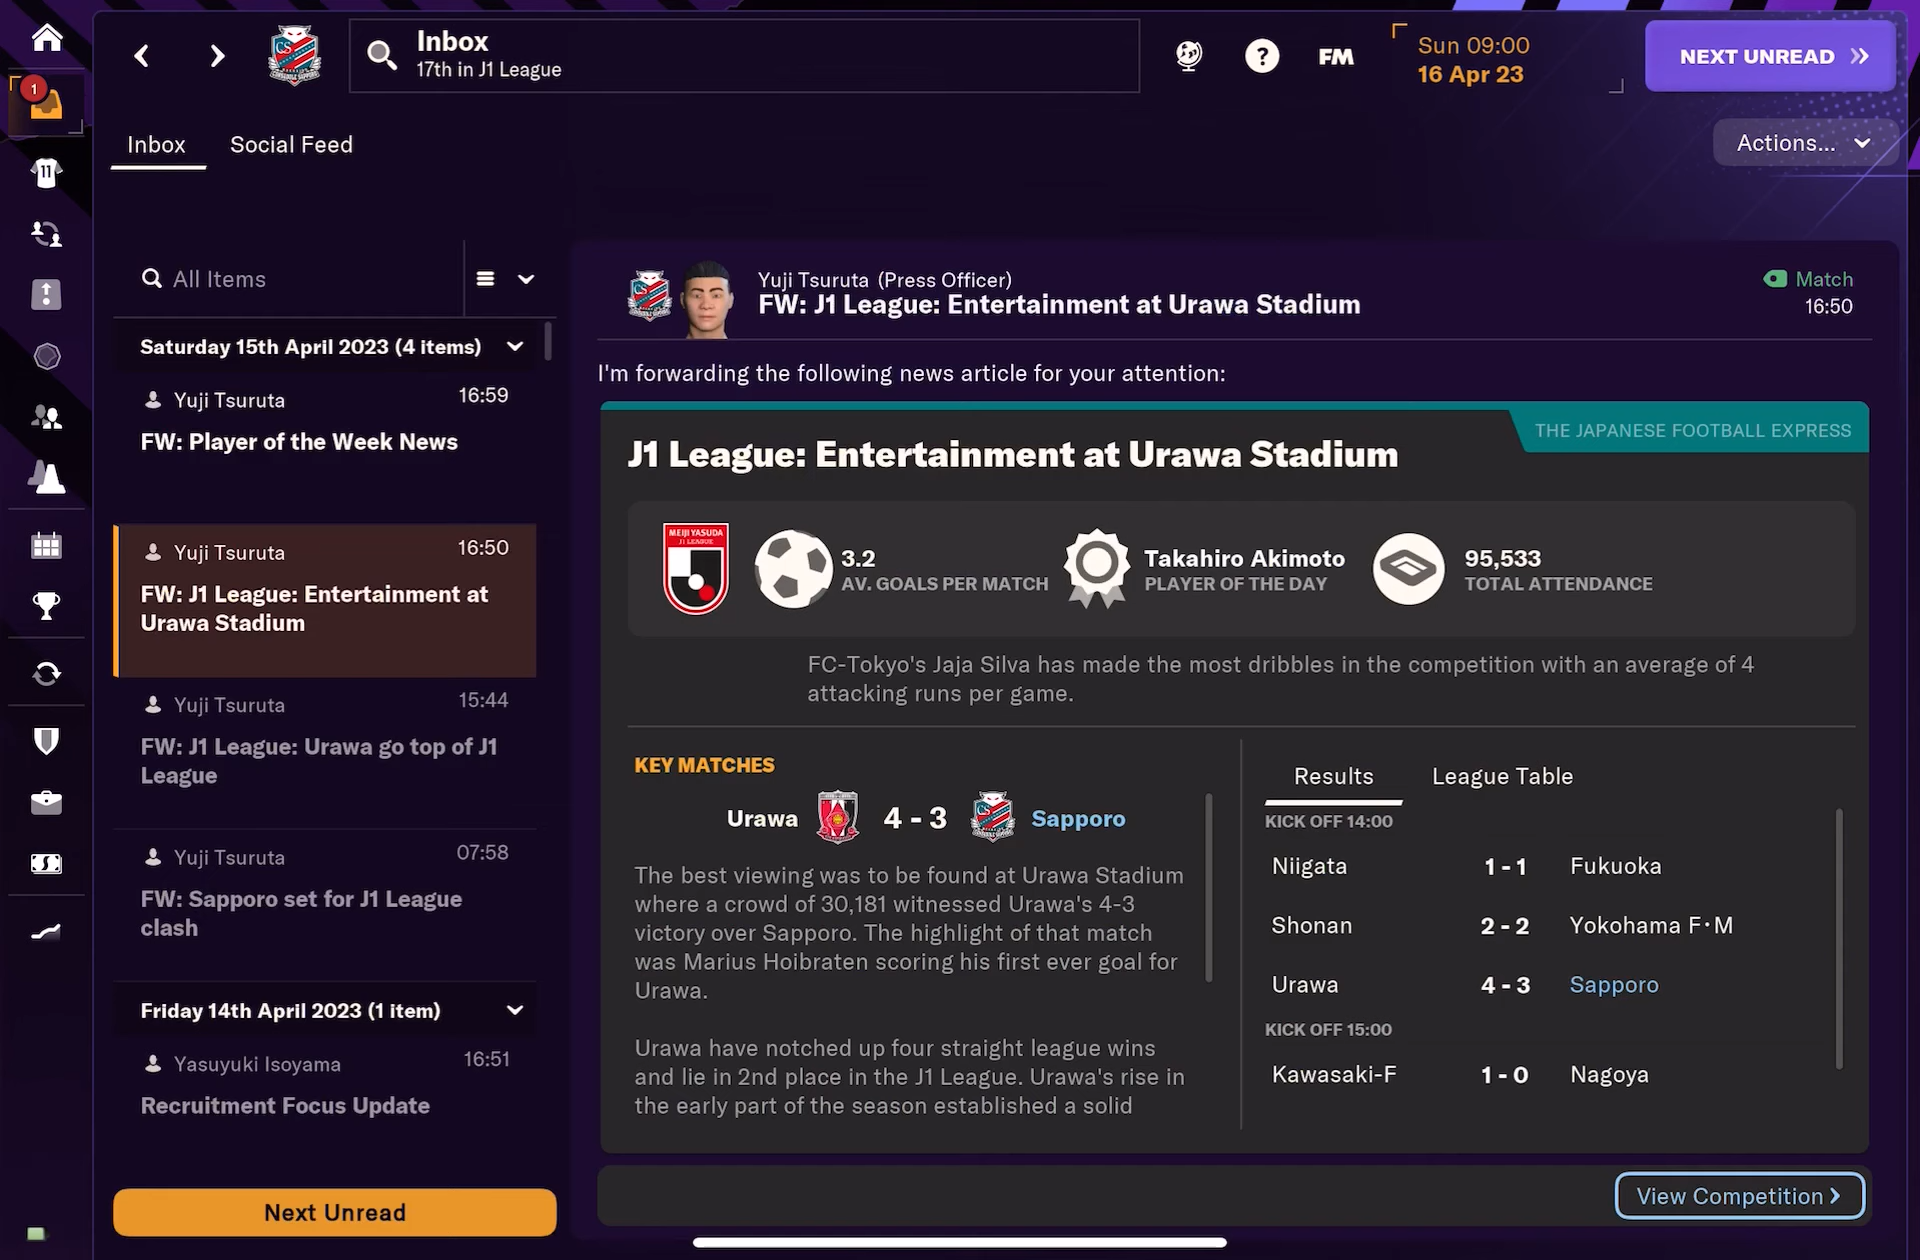 Inbox
17th in J1 League
?
FM
Sun 09:00
16 Apr 23
NEXT UNREAD
1
11
Inbox
Social Feed
Actions...
All Items
Saturday 15th April 2023 (4 items)
Yuji Tsuruta
16:59
FW: Player of the Week News
Yuji Tsuruta
16:50
FW: J1 League: Entertainment at
Urawa Stadium
Yuji Tsuruta
15:44
FW: J1 League: Urawa go top of J1
League
Yuji Tsuruta
07:58
FW: Sapporo set for J1 League
clash
Friday 14th April 2023 (1 item)
Yasuyuki Isoyama
16:51
Recruitment Focus Update
Next Unread
Yuji Tsuruta (Press Officer)
FW: J1 League: Entertainment at Urawa Stadium
Match
16:50
I'm forwarding the following news article for your attention:
THE JAPANESE FOOTBALL EXPRESS
J1 League: Entertainment at Urawa Stadium
MEIJI YASUDA
J1 LEAGUE
3.2
AV. GOALS PER MATCH
Takahiro Akimoto
PLAYER OF THE DAY
95,533
TOTAL ATTENDANCE
FC-Tokyo's Jaja Silva has made the most dribbles in the competition with an average of 4
attacking runs per game.
KEY MATCHES
Urawa 4 - 3 Sapporo
The best viewing was to be found at Urawa Stadium
where a crowd of 30,181 witnessed Urawa's 4-3
victory over Sapporo. The highlight of that match
was Marius Hoibraten scoring his first ever goal for
Urawa.
Urawa have notched up four straight league wins
and lie in 2nd place in the J1 League. Urawa's rise in
the early part of the season established a solid
Results
League Table
KICK OFF 14:00
Niigata 1 - 1 Fukuoka
Shonan 2 - 2 Yokohama F·M
Urawa 4 - 3 Sapporo
KICK OFF 15:00
Kawasaki-F 1 - 0 Nagoya
View Competition